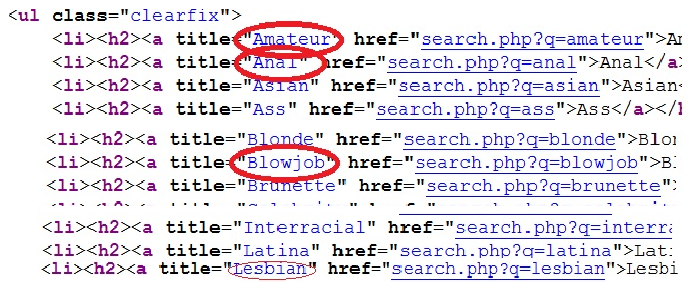 <ul class="clearfix">
<li><h2><a title="Amateur" href="search.php?q=amateur">Am
<li><h2><a title="Anal" href="search.php?q=anal">Anal</a>
<li><h2><a title="Asian" href="search.php?q=asian">Asian<
<li><h2><a title="Ass" href="search.php?q=ass">Ass</a></h
<li><h2><a title="Blonde" href="search.php?q=blonde">Blon
<li><h2><a title="Blowjob" href="search.php?q=blowjob">Bl
<li><h2><a title="Brunette" href="search.php?q=brunette">
<li><h2><a title="Interracial" href="search.php?q=interra
<li><h2><a title="Latina" href="search.php?q=latina">Lati
<li><h2><a title="Lesbian" href="search.php?q=lesbian">Lesbi